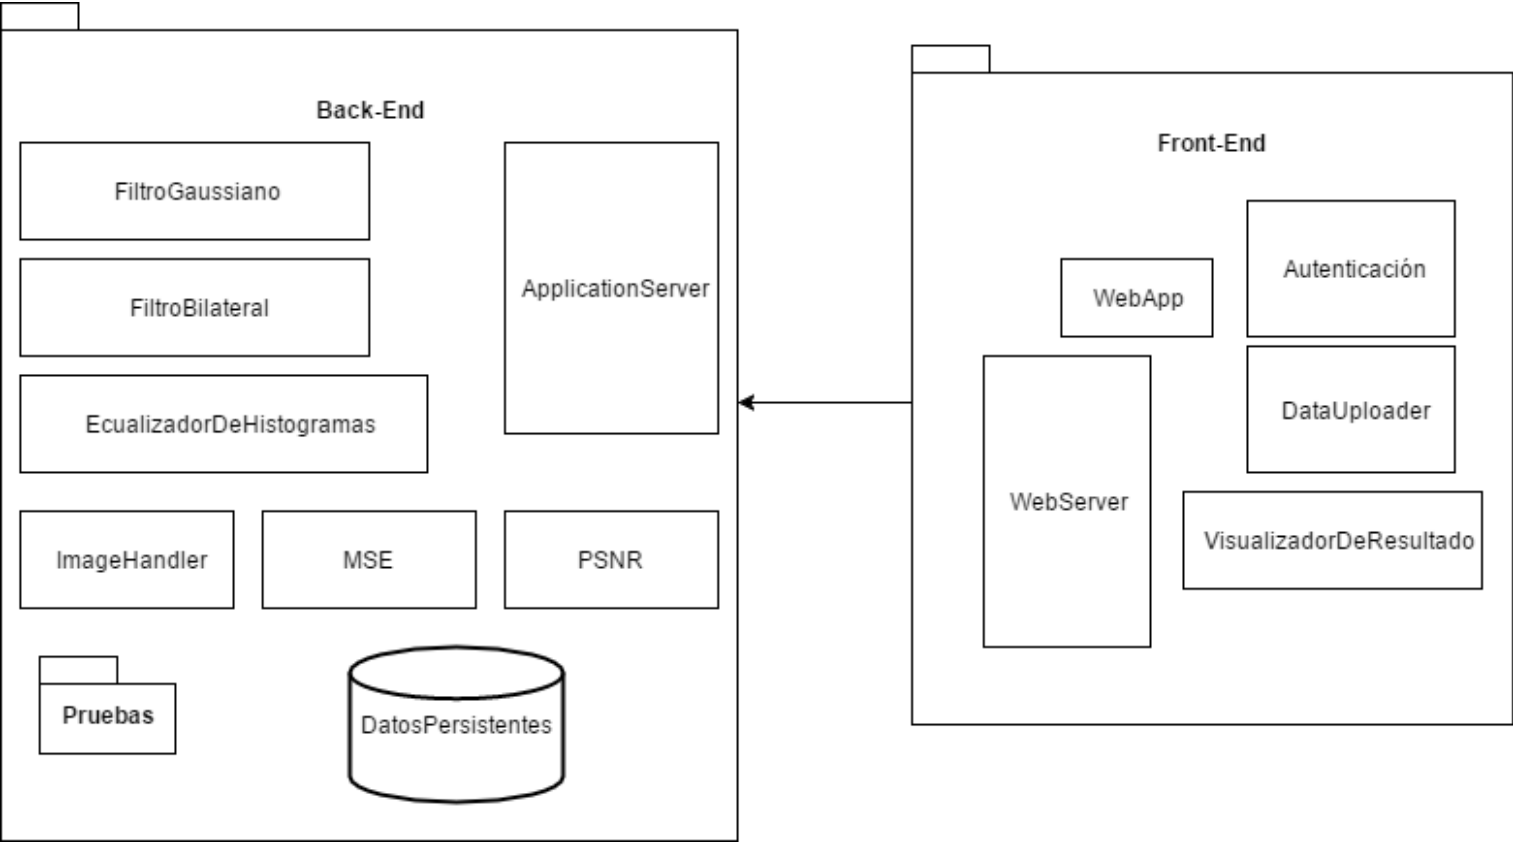 Back-End
FiltroGaussiano
FiltroBilateral
EcualizadorDeHistogramas
ApplicationServer
ImageHandler
MSE
PSNR
Pruebas
DatosPersistentes
Front-End
WebApp
Autenticación
DataUploader
WebServer
VisualizadorDeResultado